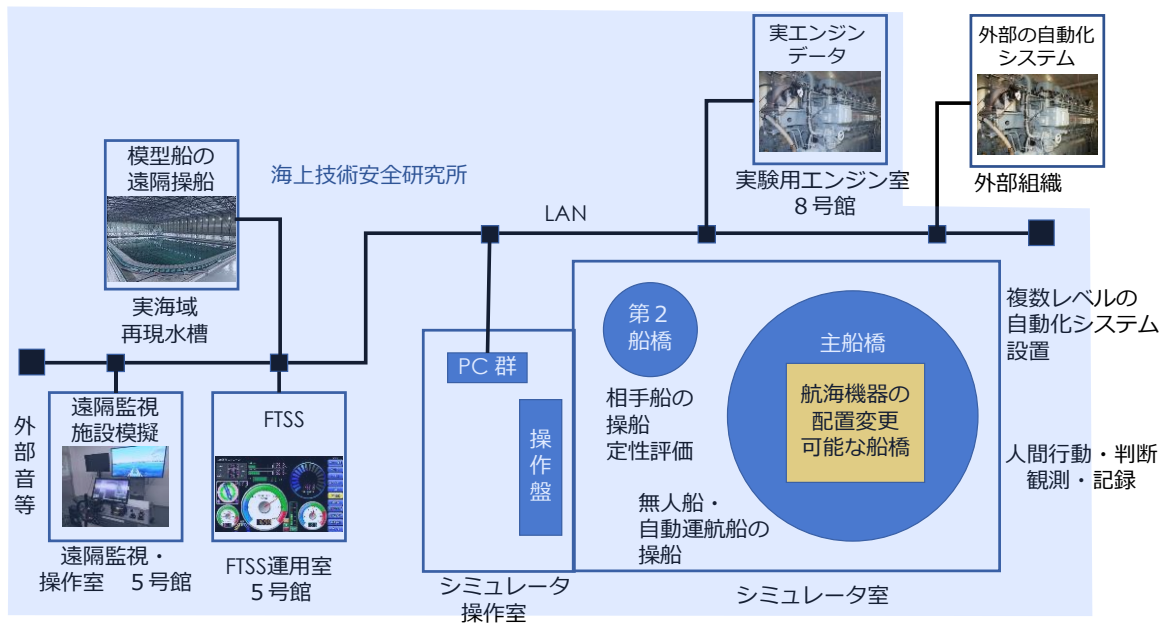 実エンジン
データ
外部の自動化
システム
模型船の
遠隔操船
海上技術安全研究所
実験用エンジン室
８号館
外部組織
LAN
実海域
再現水槽
第２
船橋
主船橋
航海機器の
配置変更
可能な船橋
複数レベルの
自動化システム
設置
PC 群
操作盤
相手船の
操船
定性評価
人間行動・判断
観測・記録
無人船・
自動運航船の
操船
外部音等
遠隔監視
施設模擬
FTSS
遠隔監視・
操作室　５号館
FTSS運用室
５号館
シミュレータ
操作室
シミュレータ室